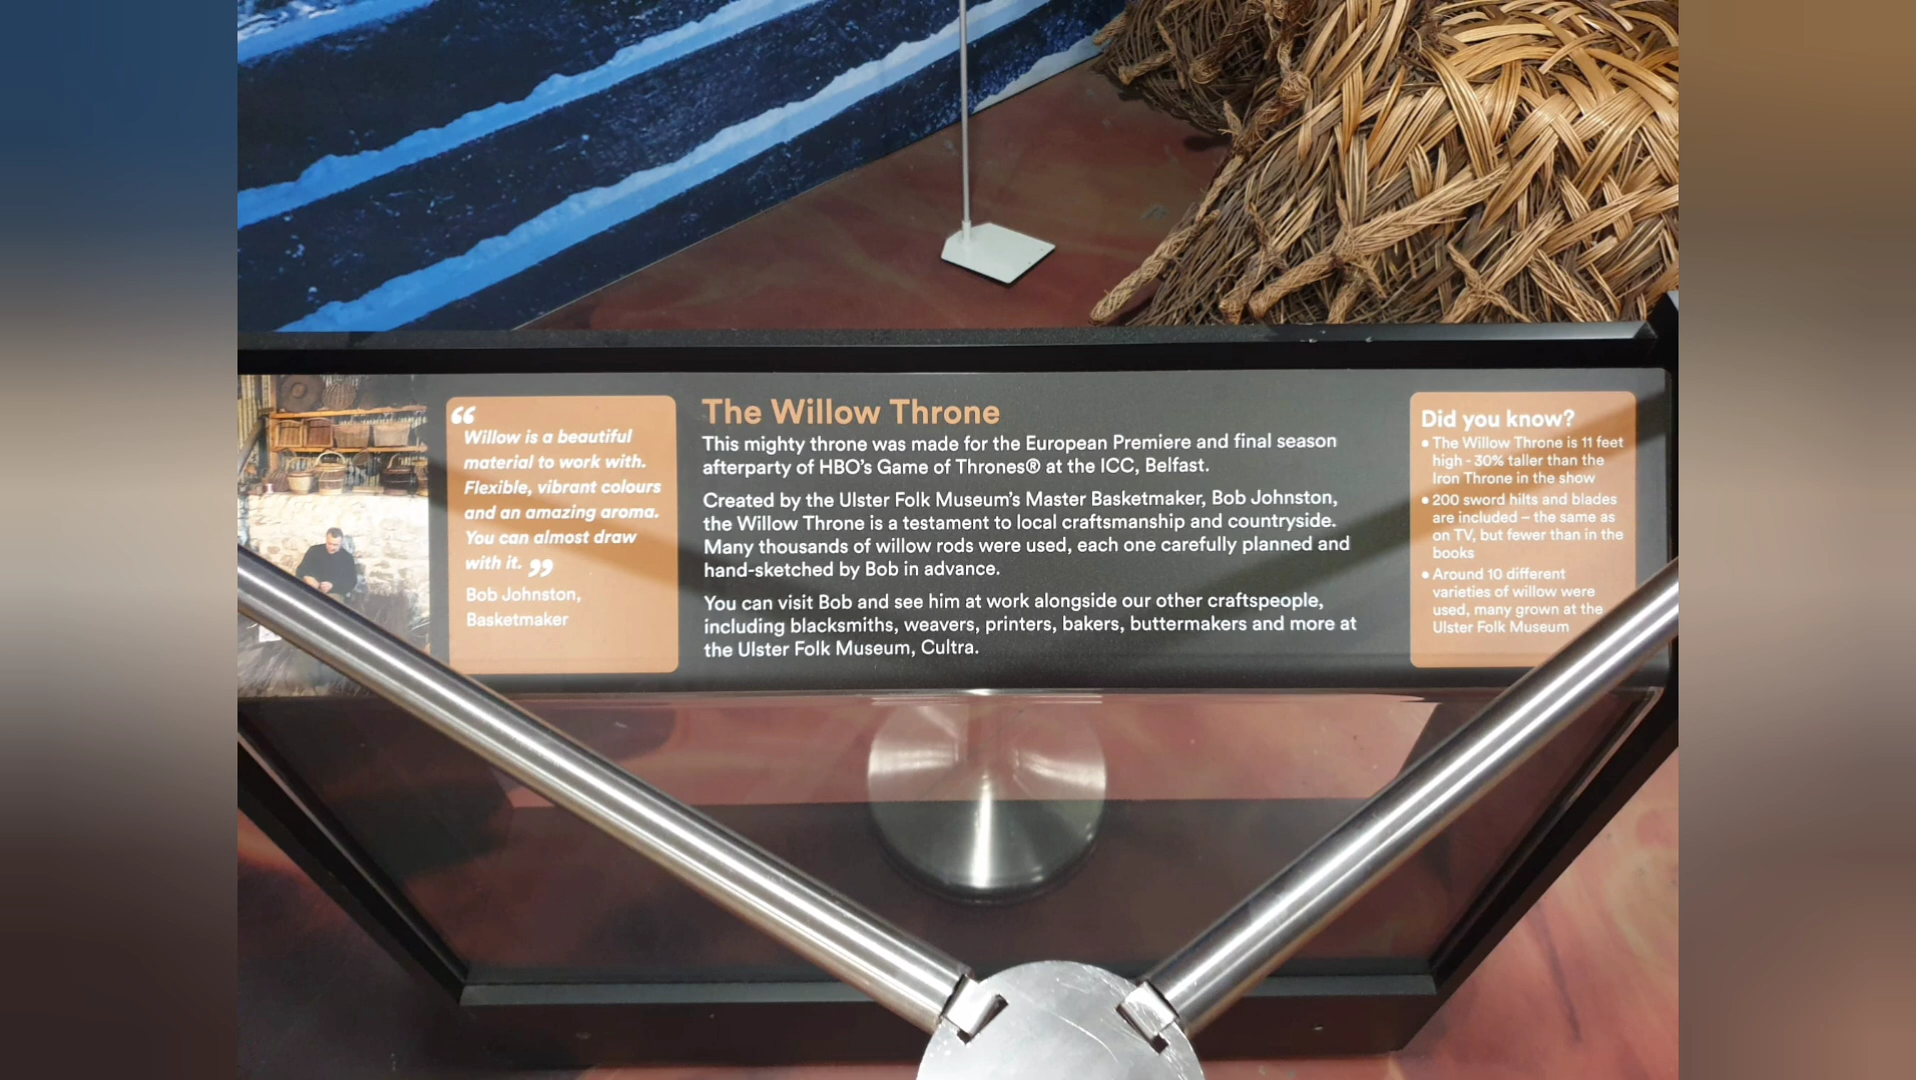 “
Willow is a beautiful
material to work with.
Flexible, vibrant colours
and an amazing aroma.
You can almost draw
with it. ”
Bob Johnston,
Basketmaker
The Willow Throne
This mighty throne was made for the European Premiere and final season
afterparty of HBO's Game of Thrones® at the ICC, Belfast.
Created by the Ulster Folk Museum's Master Basketmaker, Bob Johnston,
the Willow Throne is a testament to local craftsmanship and countryside.
Many thousands of willow rods were used, each one carefully planned and
hand-sketched by Bob in advance.
You can visit Bob and see him at work alongside our other craftspeople,
including blacksmiths, weavers, printers, bakers, buttermakers and more at
the Ulster Folk Museum, Cultra.
Did you know?
• The Willow Throne is 11 feet
high - 30% taller than the
Iron Throne in the show
• 200 sword hilts and blades
are included – the same as
on TV, but fewer than in the
books
• Around 10 different
varieties of willow were
used, many grown at the
Ulster Folk Museum